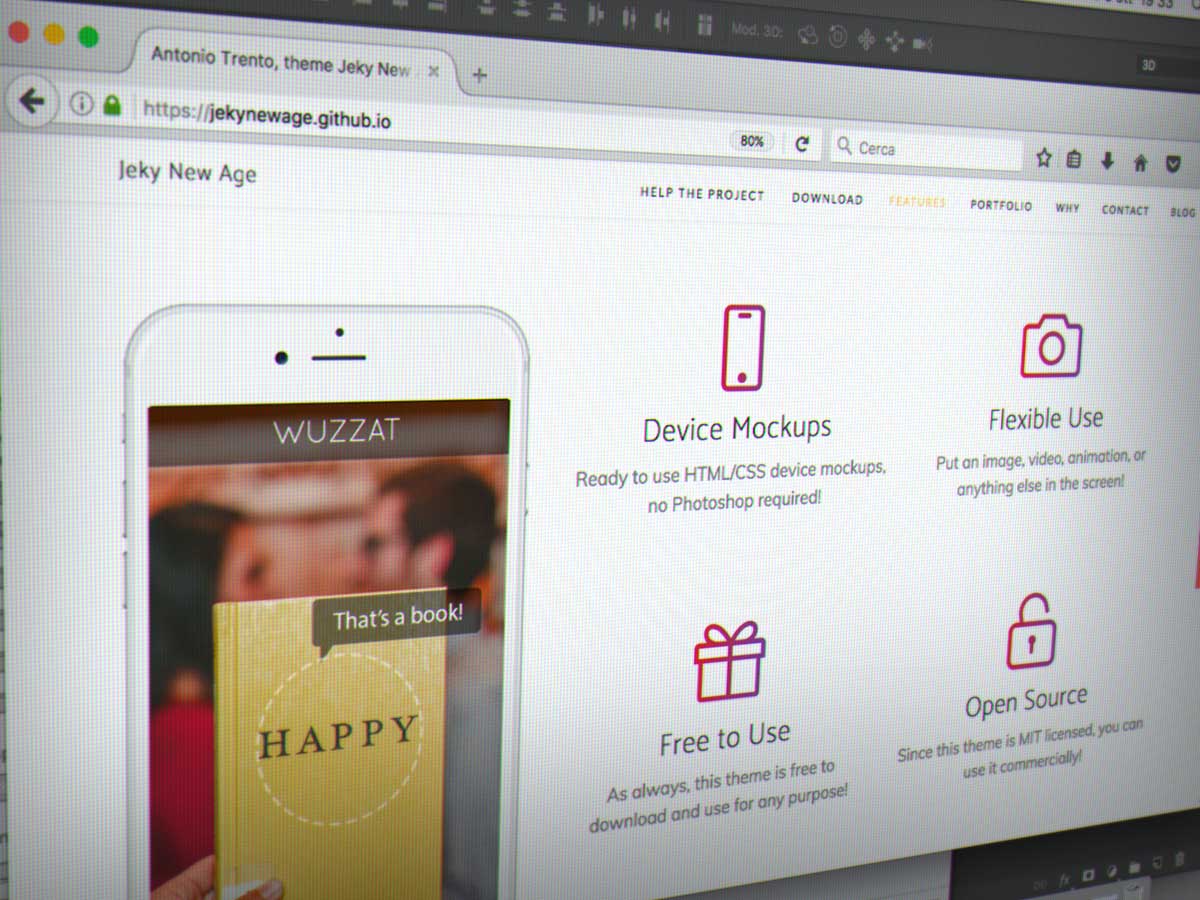 Mod. 3D:
3D
Antonio Trento, theme Jeky New
https://jekynewage.github.io
80%
Cerca
Jeky New Age
HELP THE PROJECT DOWNLOAD FEATURES PORTFOLIO WHY CONTACT BLOG
WUZZAT
That's a book!
HAPPY
Device Mockups
Ready to use HTML/CSS device mockups,
no Photoshop required!
Flexible Use
Put an image, video, animation, or
anything else in the screen!
Free to Use
As always, this theme is free to
download and use for any purpose!
Open Source
Since this theme is MIT licensed, you can
use it commercially!
fx